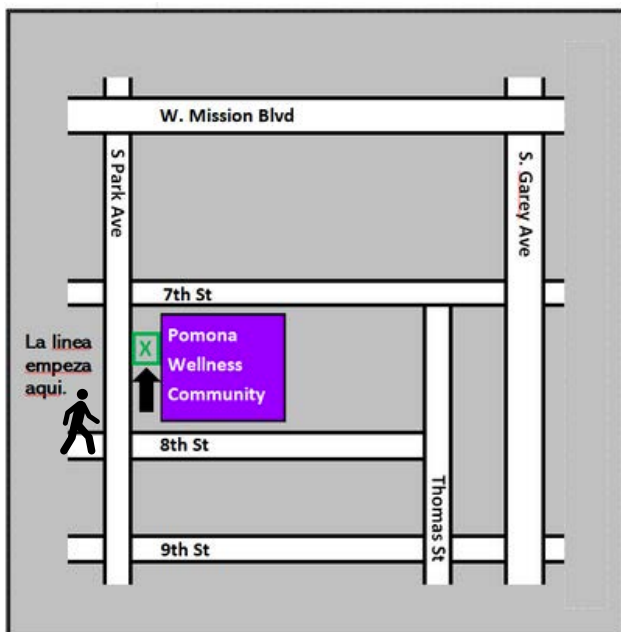 W. Mission Blvd
S Park Ave
S. Garey Ave
7th St
La linea
empeza
aqui.
X
Pomona
Wellness
Community
8th St
Thomas St
9th St